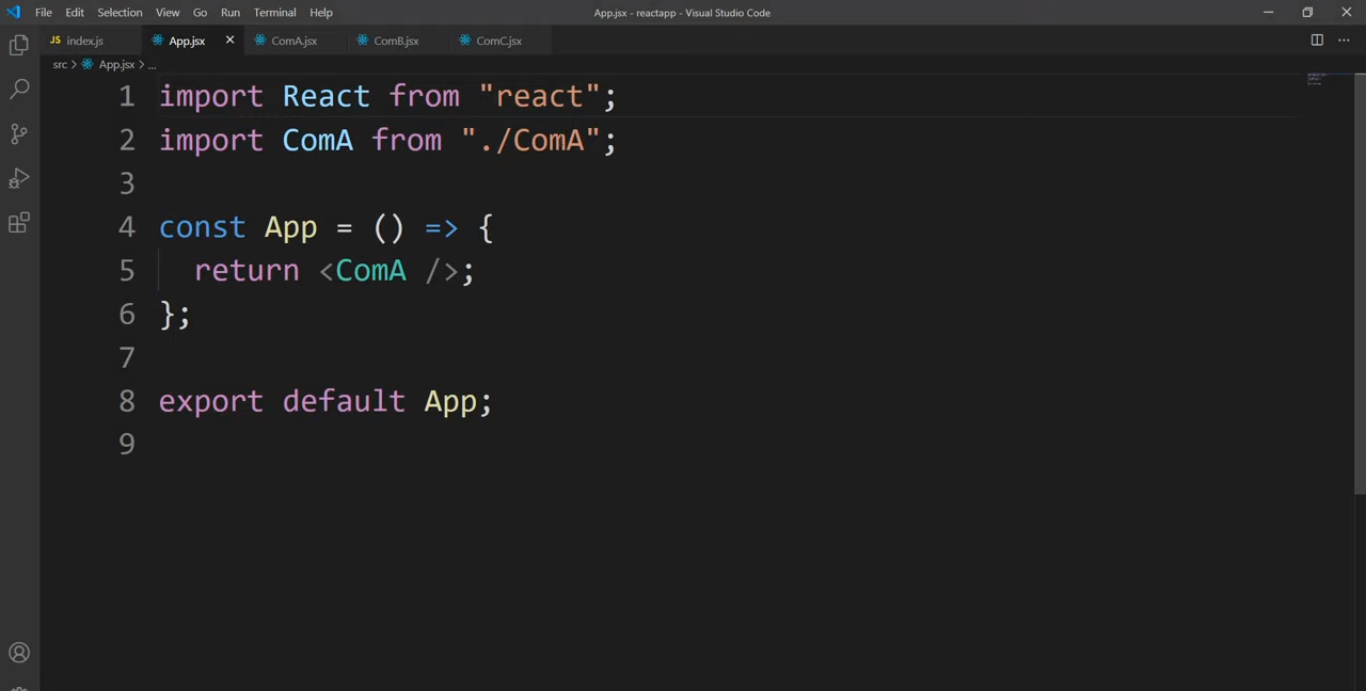 File Edit Selection View Go Run Terminal Help App.jsx - reactapp - Visual Studio Code
JS index.js App.jsx ComA.jsx ComB.jsx ComC.jsx
src > App.jsx > ...
1 import React from "react";
2 import ComA from "./ComA";
3
4 const App = () => {
5 return <ComA />;
6 };
7
8 export default App;
9